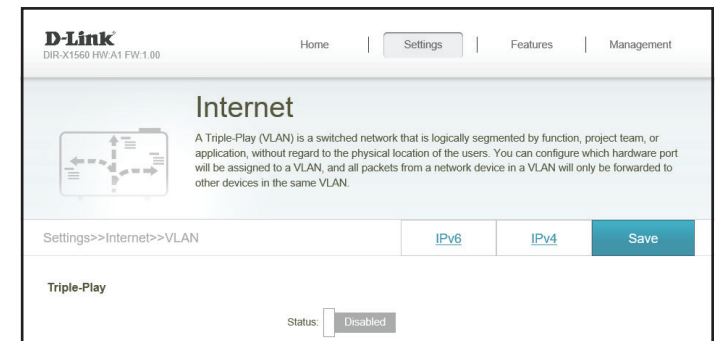 D-Link
DIR-X1560 HW:A1 FW:1.00
Home
Settings
Features
Management
Internet
A Triple-Play (VLAN) is a switched network that is logically segmented by function, project team, or
application, without regard to the physical location of the users. You can configure which hardware port
will be assigned to a VLAN, and all packets from a network device in a VLAN will only be forwarded to
other devices in the same VLAN.
Settings>>Internet>>VLAN
IPv6
IPv4
Save
Triple-Play
Status:
Disabled